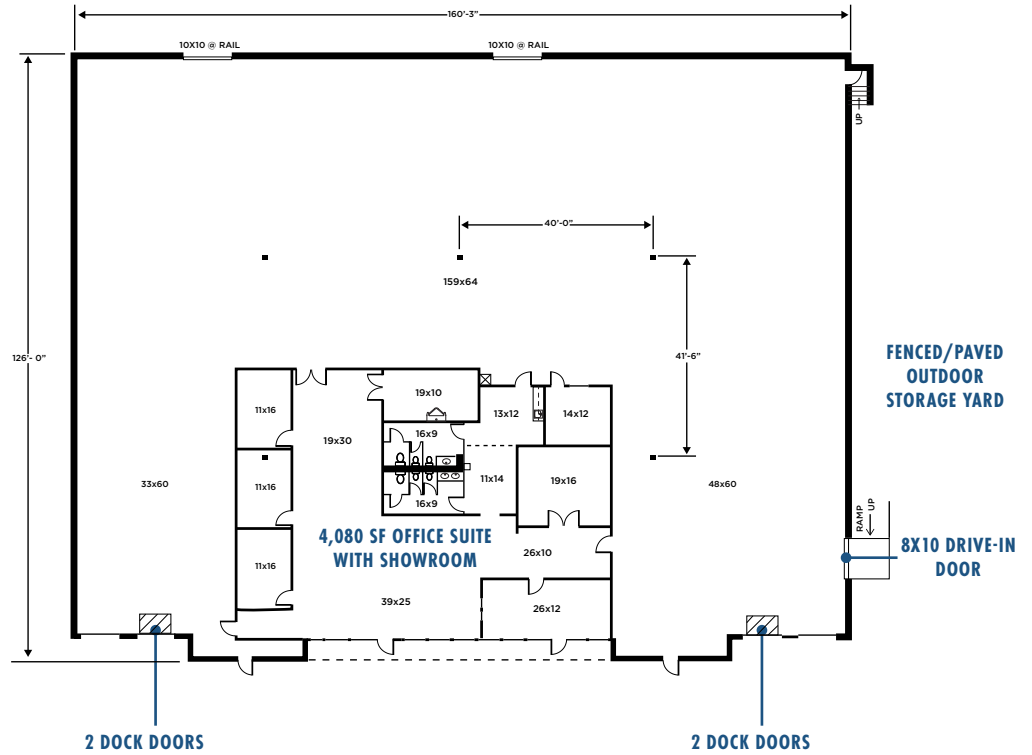 160'-3"
10X10 @ RAIL
10X10 @ RAIL
UP
40'-0"
159x64
126'- 0"
41'-6"
FENCED/PAVED
OUTDOOR
STORAGE YARD
19x10
11x16
13x12
14x12
19x30
16x9
33x60
11x16
11x14
19x16
48x60
16x9
RAMP
UP
4,080 SF OFFICE SUITE
WITH SHOWROOM
8X10 DRIVE-IN
DOOR
26x10
11x16
39x25
26x12
2 DOCK DOORS
2 DOCK DOORS